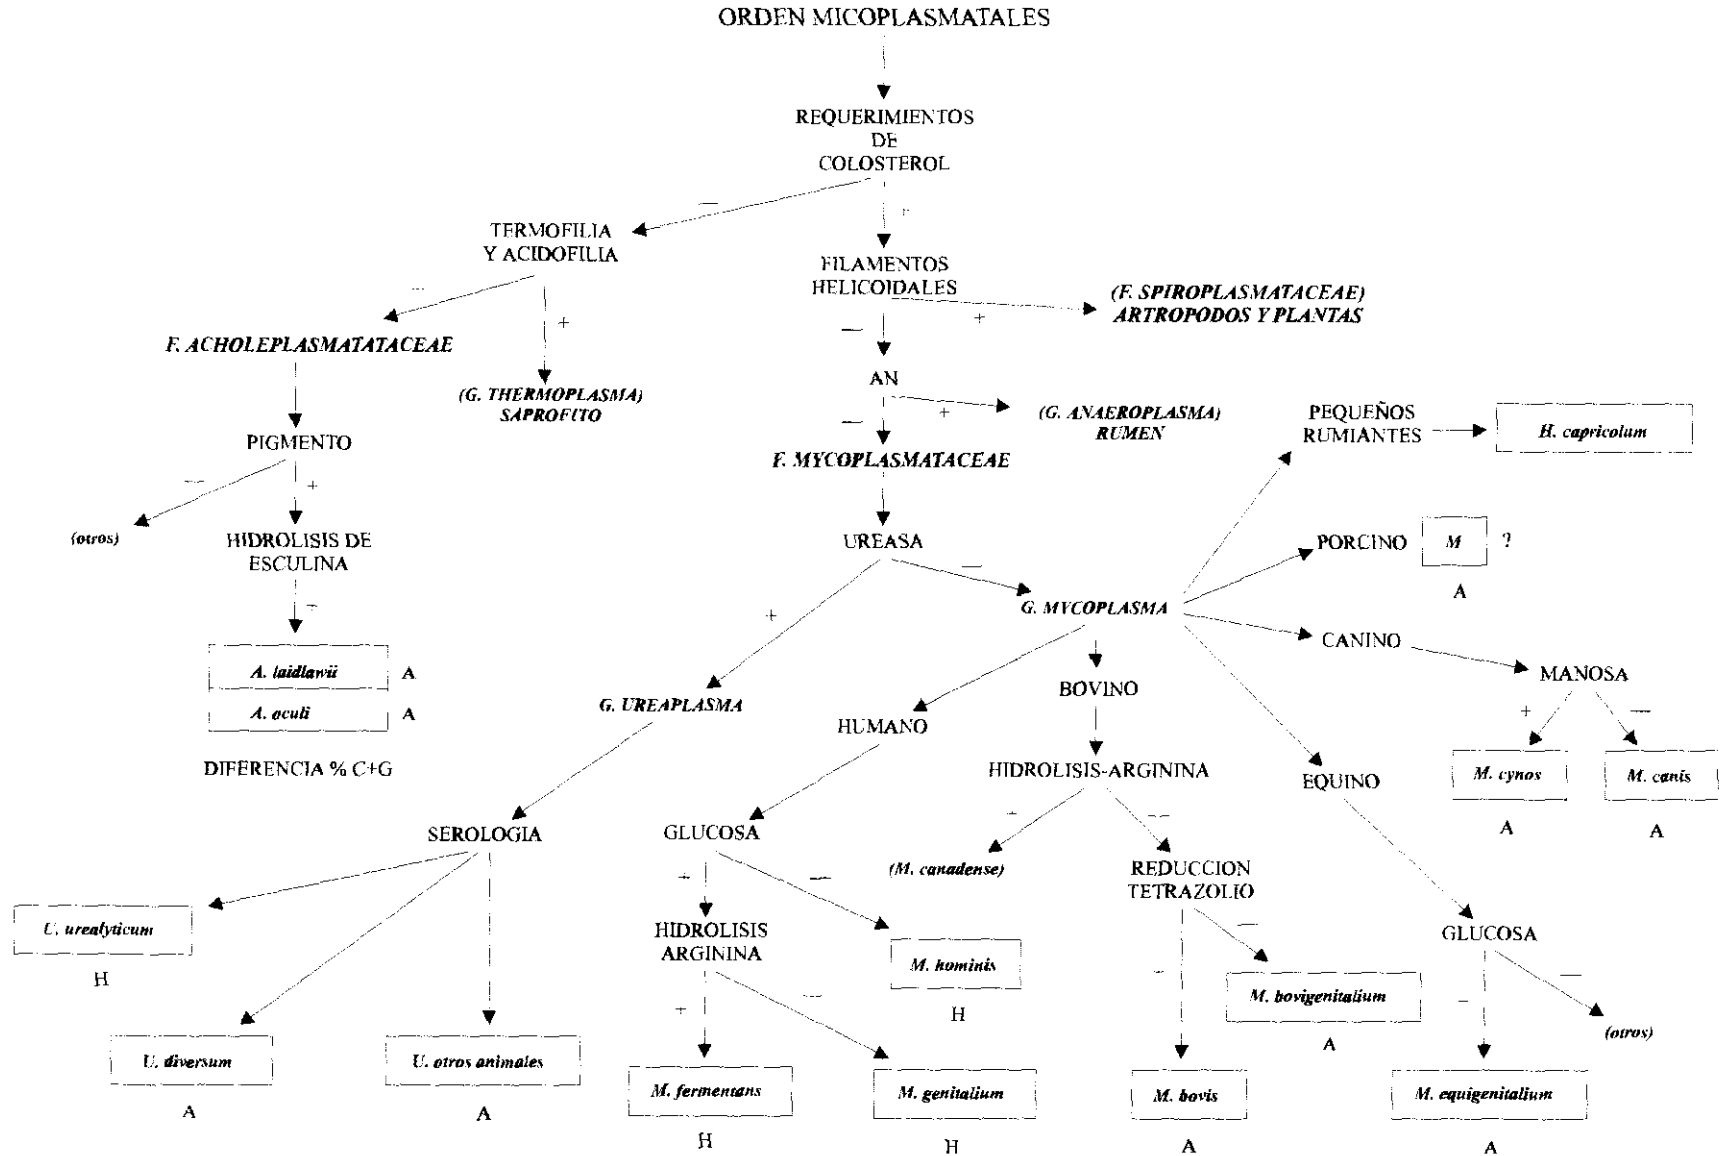 ORDEN MICOPLASMATALES
REQUERIMIENTOS
DE
COLOSTEROL
—
+
TERMOFILIA
Y ACIDOFILIA
FILAMENTOS
HELICOIDALES
(F. SPIROPLASMATACEAE)
ARTROPODOS Y PLANTAS
—
+
—
+
F. ACHOLEPLASMATATACEAE
(G. THERMOPLASMA)
SAPROFITO
AN
—
+
(G. ANAEROPLASMA)
RUMEN
PEQUEÑOS
RUMIANTES
H. capricolum
PIGMENTO
F. MYCOPLASMATACEAE
—
+
(otros)
HIDROLISIS DE
ESCULINA
UREASA
PORCINO
M
?
A
+
—
+
G. MYCOPLASMA
CANINO
MANOSA
A. laidlawii
A
A. oculi
A
G. UREAPLASMA
BOVINO
HUMANO
+
—
DIFERENCIA % C+G
HIDROLISIS-ARGININA
EQUINO
M. cynos
M. canis
A
A
SEROLOGIA
GLUCOSA
+
—
(M. canadense)
REDUCCION
TETRAZOLIO
+
—
U. urealyticum
H
HIDROLISIS
ARGININA
M. hominis
H
—
GLUCOSA
+
—
M. bovigenitalium
A
+
—
(otros)
U. diversum
A
U. otros animales
A
M. fermentans
H
M. genitalium
H
M. bovis
A
M. equigenitalium
A